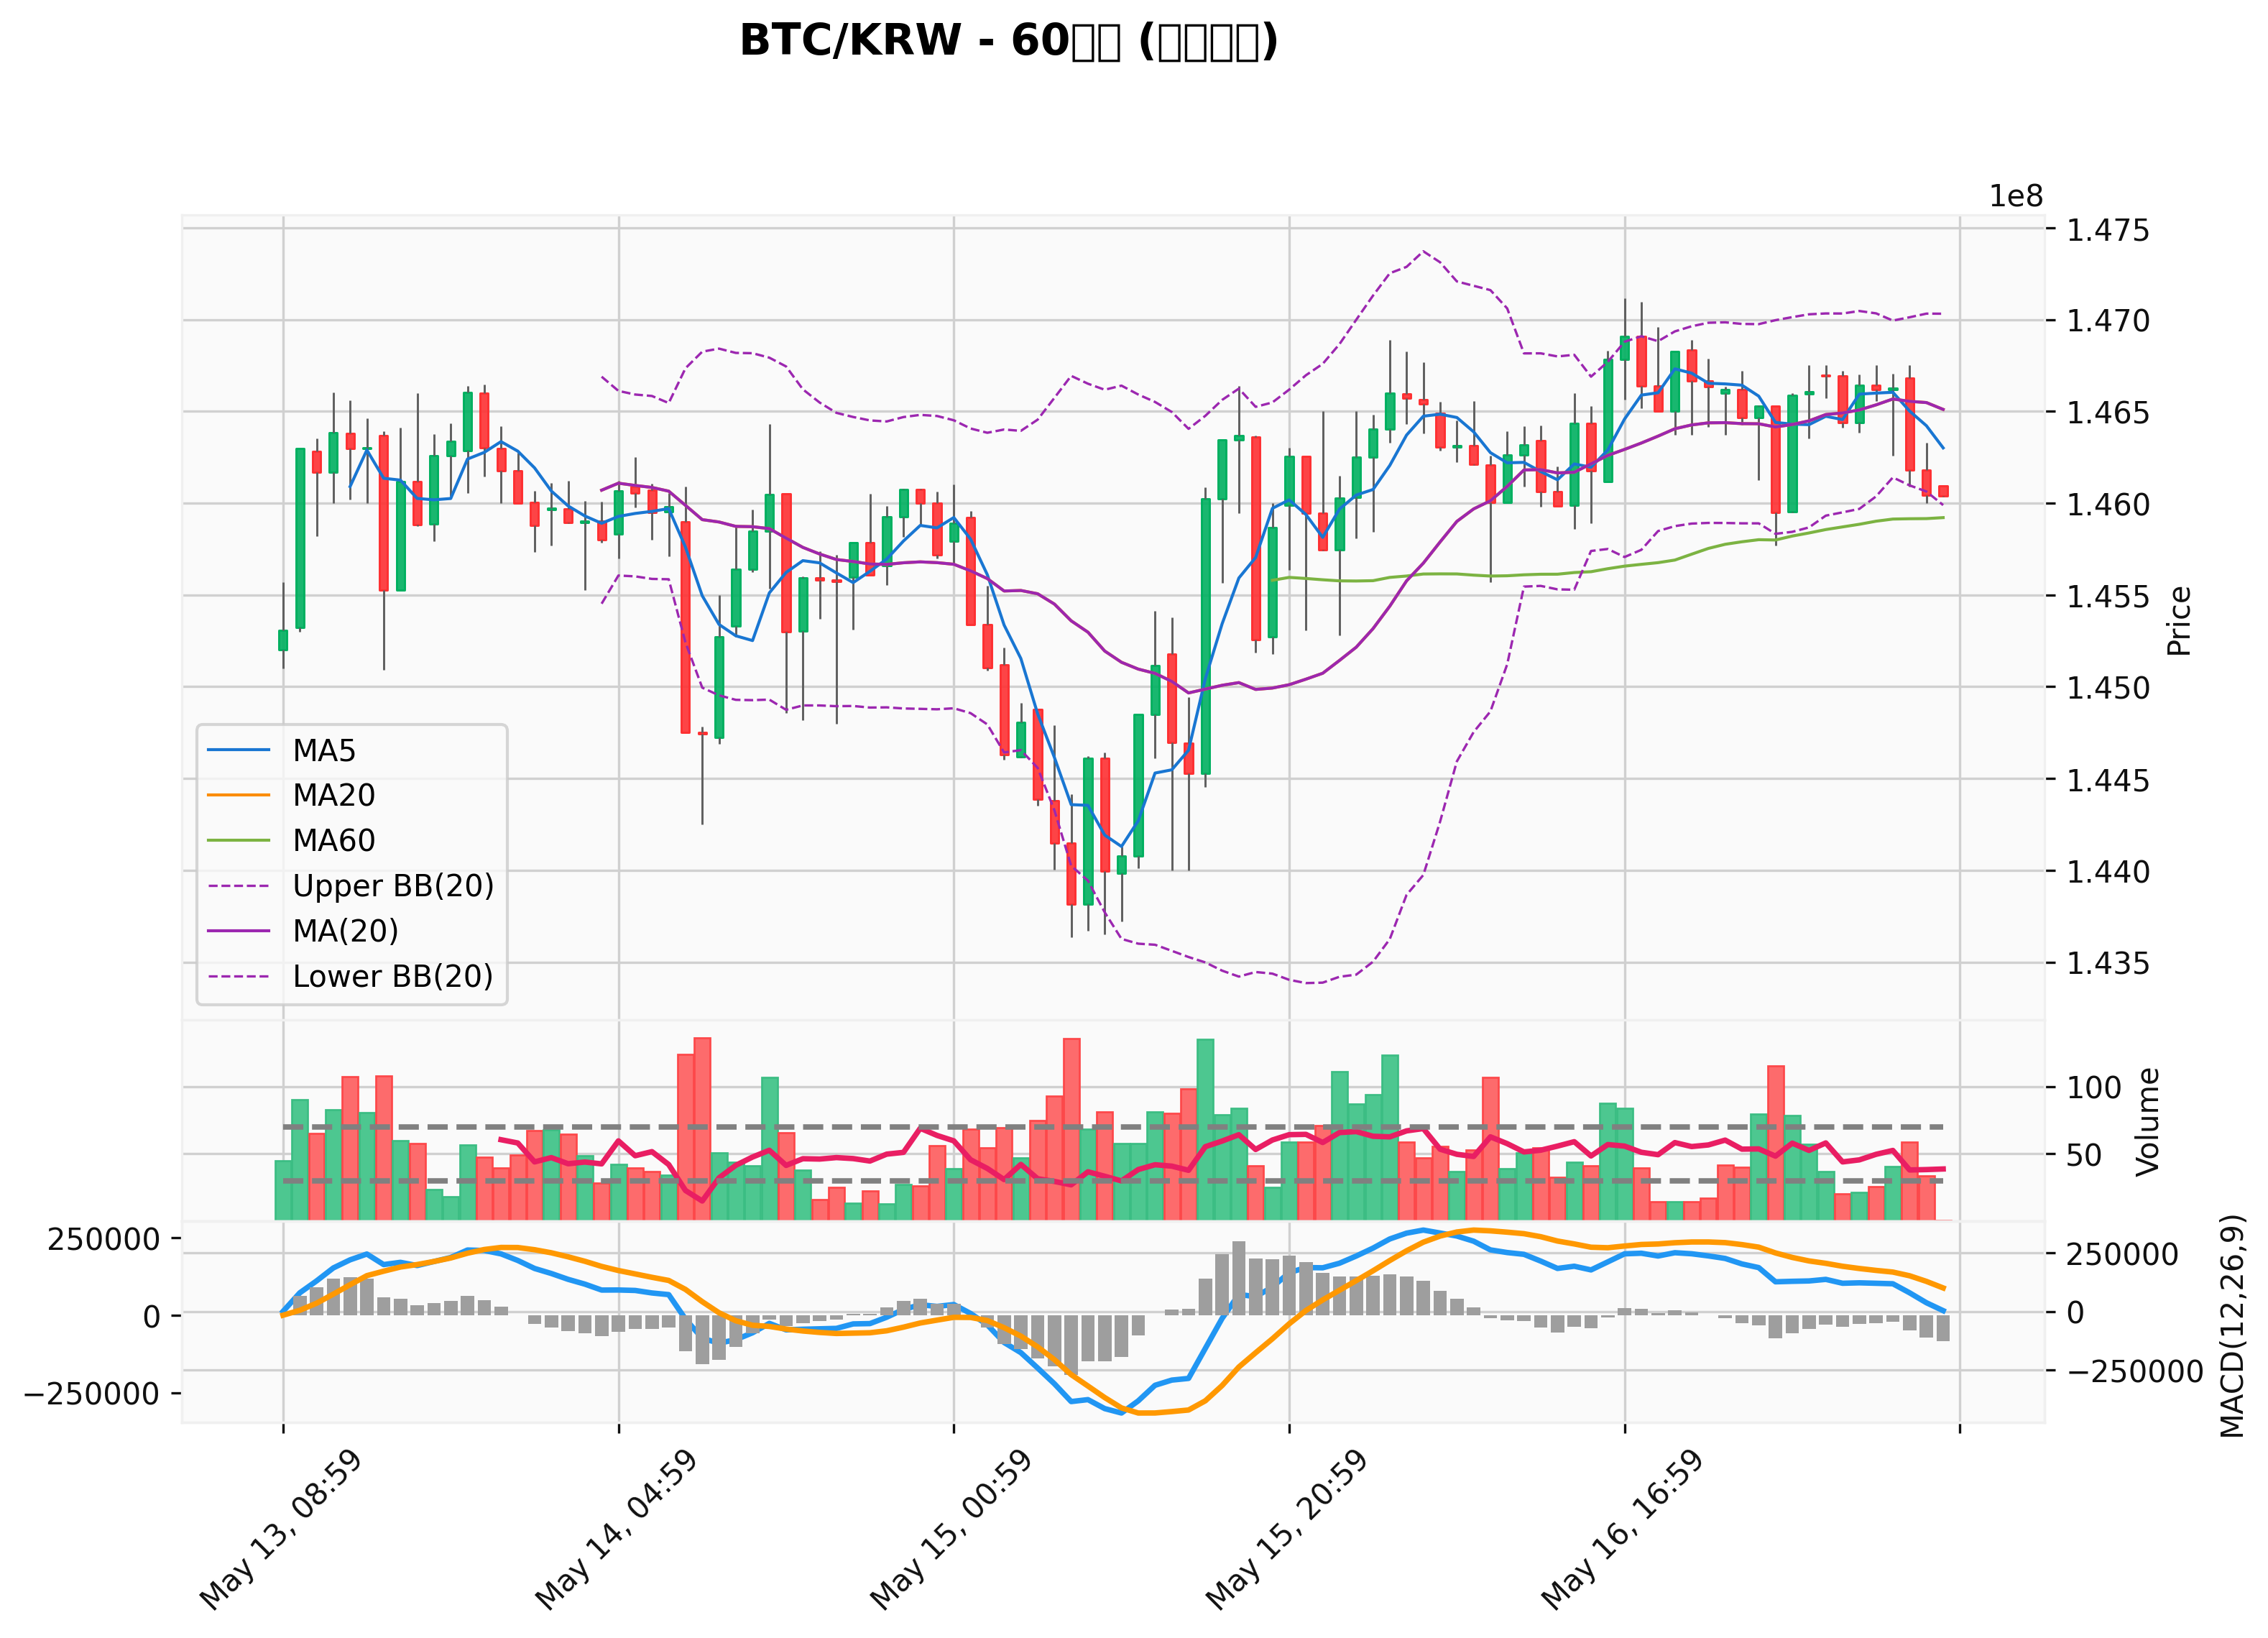 BTC/KRW - 60 ( )
1e8
1.475
1.470
1.465
1.460
1.455
1.450
1.445
1.440
1.435
Price
MA5
MA20
MA60
Upper BB(20)
MA(20)
Lower BB(20)
100
50
Volume
250000
0
−250000
250000
0
−250000
MACD(12,26,9)
May 13, 08:59
May 14, 04:59
May 15, 00:59
May 15, 20:59
May 16, 16:59